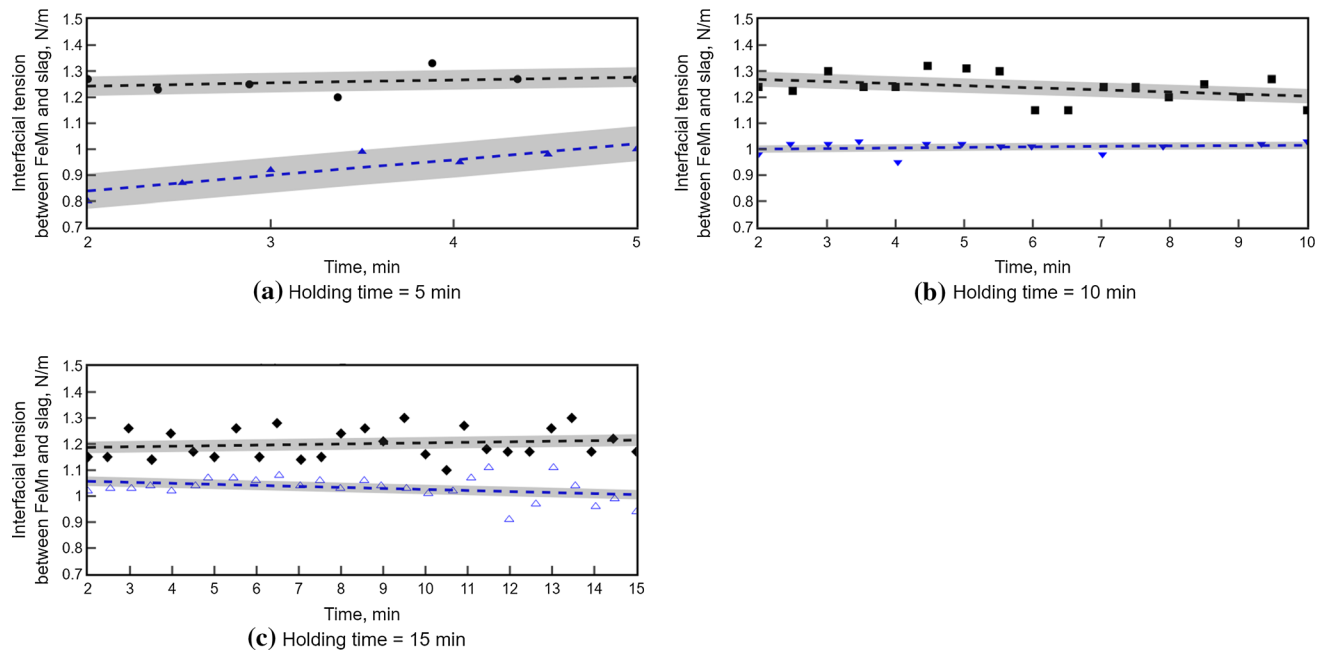 Interfacial tension
between FeMn and slag, N/m
1.5
1.4
1.3
1.2
1.1
1
0.9
0.8
0.7
2 3 4 5
Time, min
(a) Holding time = 5 min
Interfacial tension
between FeMn and slag, N/m
1.5
1.4
1.3
1.2
1.1
1
0.9
0.8
0.7
2 3 4 5 6 7 8 9 10
Time, min
(b) Holding time = 10 min
Interfacial tension
between FeMn and slag, N/m
1.5
1.4
1.3
1.2
1.1
1
0.9
0.8
0.7
2 3 4 5 6 7 8 9 10 11 12 13 14 15
Time, min
(c) Holding time = 15 min